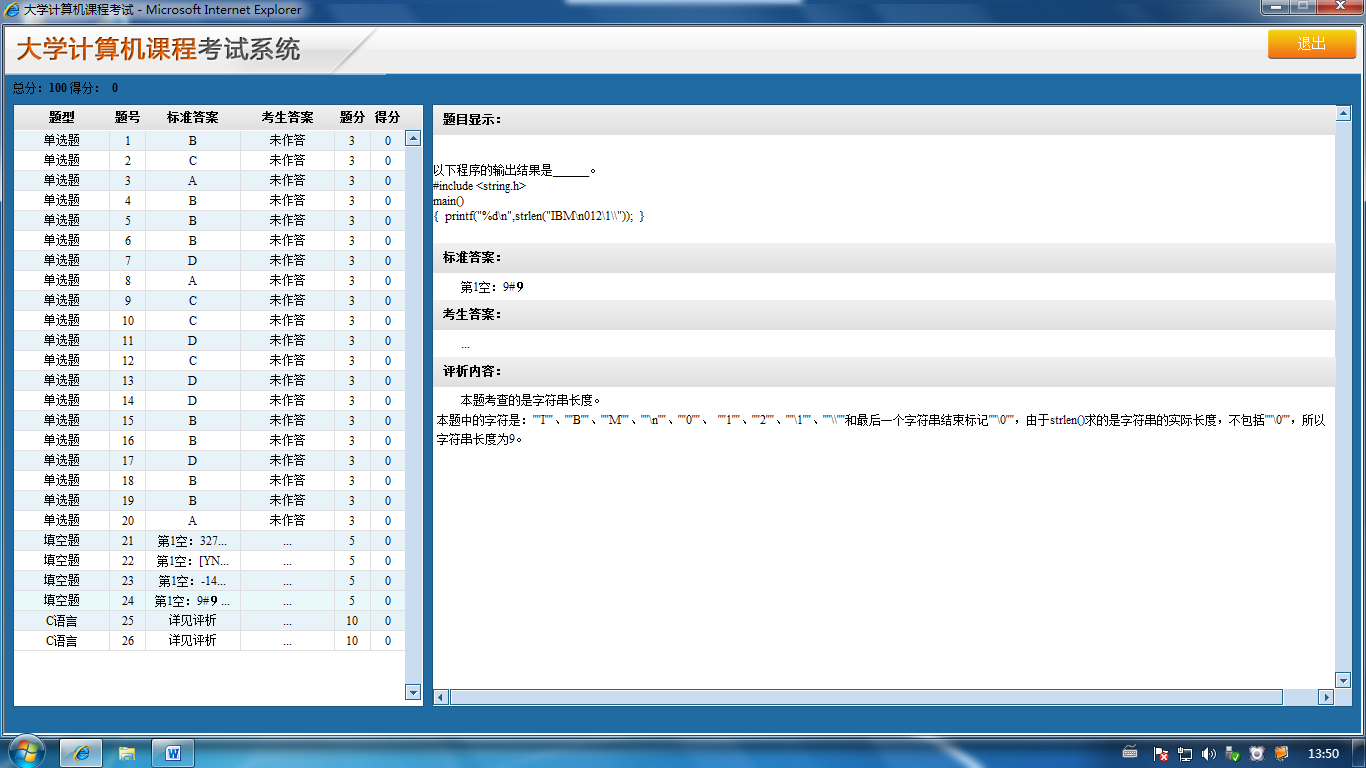 大学计算机课程考试 - Microsoft Internet Explorer
大学计算机课程考试系统
退出
总分：100 得分： 0
题型 题号 标准答案 考生答案 题分 得分
单选题 1 B 未作答 3 0
单选题 2 C 未作答 3 0
单选题 3 A 未作答 3 0
单选题 4 B 未作答 3 0
单选题 5 B 未作答 3 0
单选题 6 B 未作答 3 0
单选题 7 D 未作答 3 0
单选题 8 A 未作答 3 0
单选题 9 C 未作答 3 0
单选题 10 C 未作答 3 0
单选题 11 D 未作答 3 0
单选题 12 C 未作答 3 0
单选题 13 D 未作答 3 0
单选题 14 D 未作答 3 0
单选题 15 B 未作答 3 0
单选题 16 B 未作答 3 0
单选题 17 D 未作答 3 0
单选题 18 B 未作答 3 0
单选题 19 B 未作答 3 0
单选题 20 A 未作答 3 0
填空题 21 第1空：327... ... 5 0
填空题 22 第1空：[YN... ... 5 0
填空题 23 第1空：-14... ... 5 0
填空题 24 第1空：9#9 ... ... 5 0
C语言 25 详见评析 ... 10 0
C语言 26 详见评析 ... 10 0
题目显示：
以下程序的输出结果是______。
#include <string.h>
main()
{ printf("%d\n",strlen("IBM\n012\1\\")); }
标准答案：
第1空：9#9
考生答案：
...
评析内容：
本题考查的是字符串长度。
本题中的字符是：""I""、""B""、""M""、""\n""、""0""、 ""1""、""2""、""\1""、""\\""和最后一个字符串结束标记""\0""，由于strlen()求的是字符串的实际长度，不包括""\0""，所以
字符串长度为9。
13:50